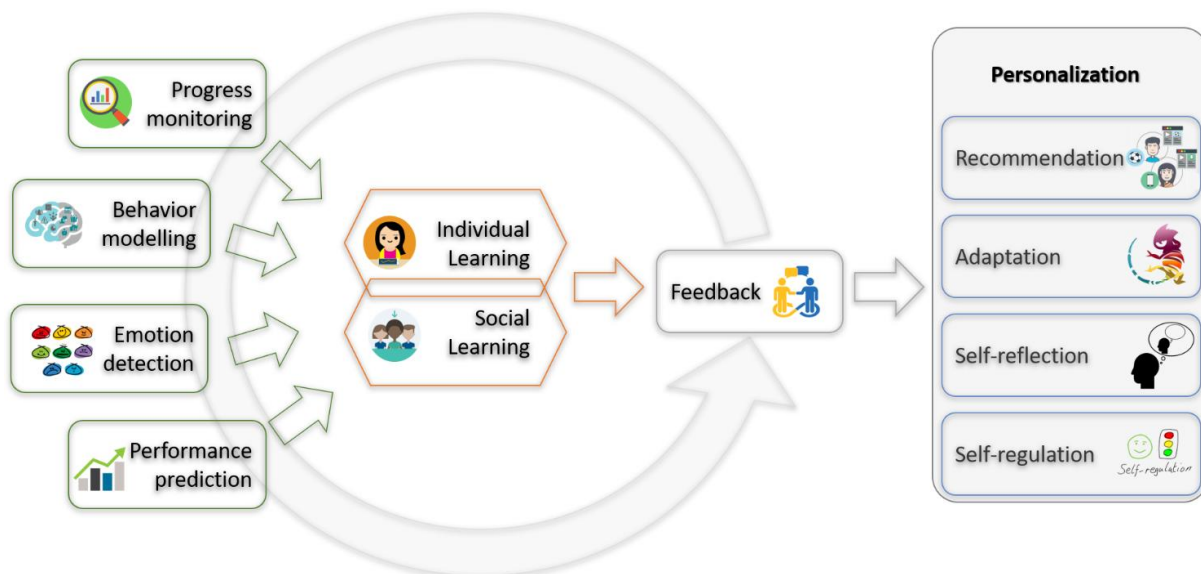 Progress
monitoring
Behavior
modelling
Emotion
detection
Performance
prediction
Individual
Learning
Social
Learning
Feedback
Personalization
Recommendation
Adaptation
Self-reflection
Self-regulation
Self-regulation